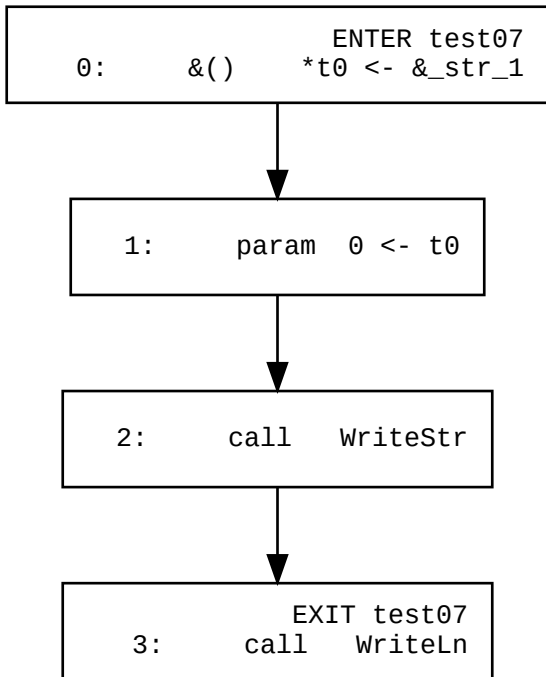 ENTER test07
0: &() *t0 <- &_str_1
1: param 0 <- t0
2: call WriteStr
EXIT test07
3: call WriteLn